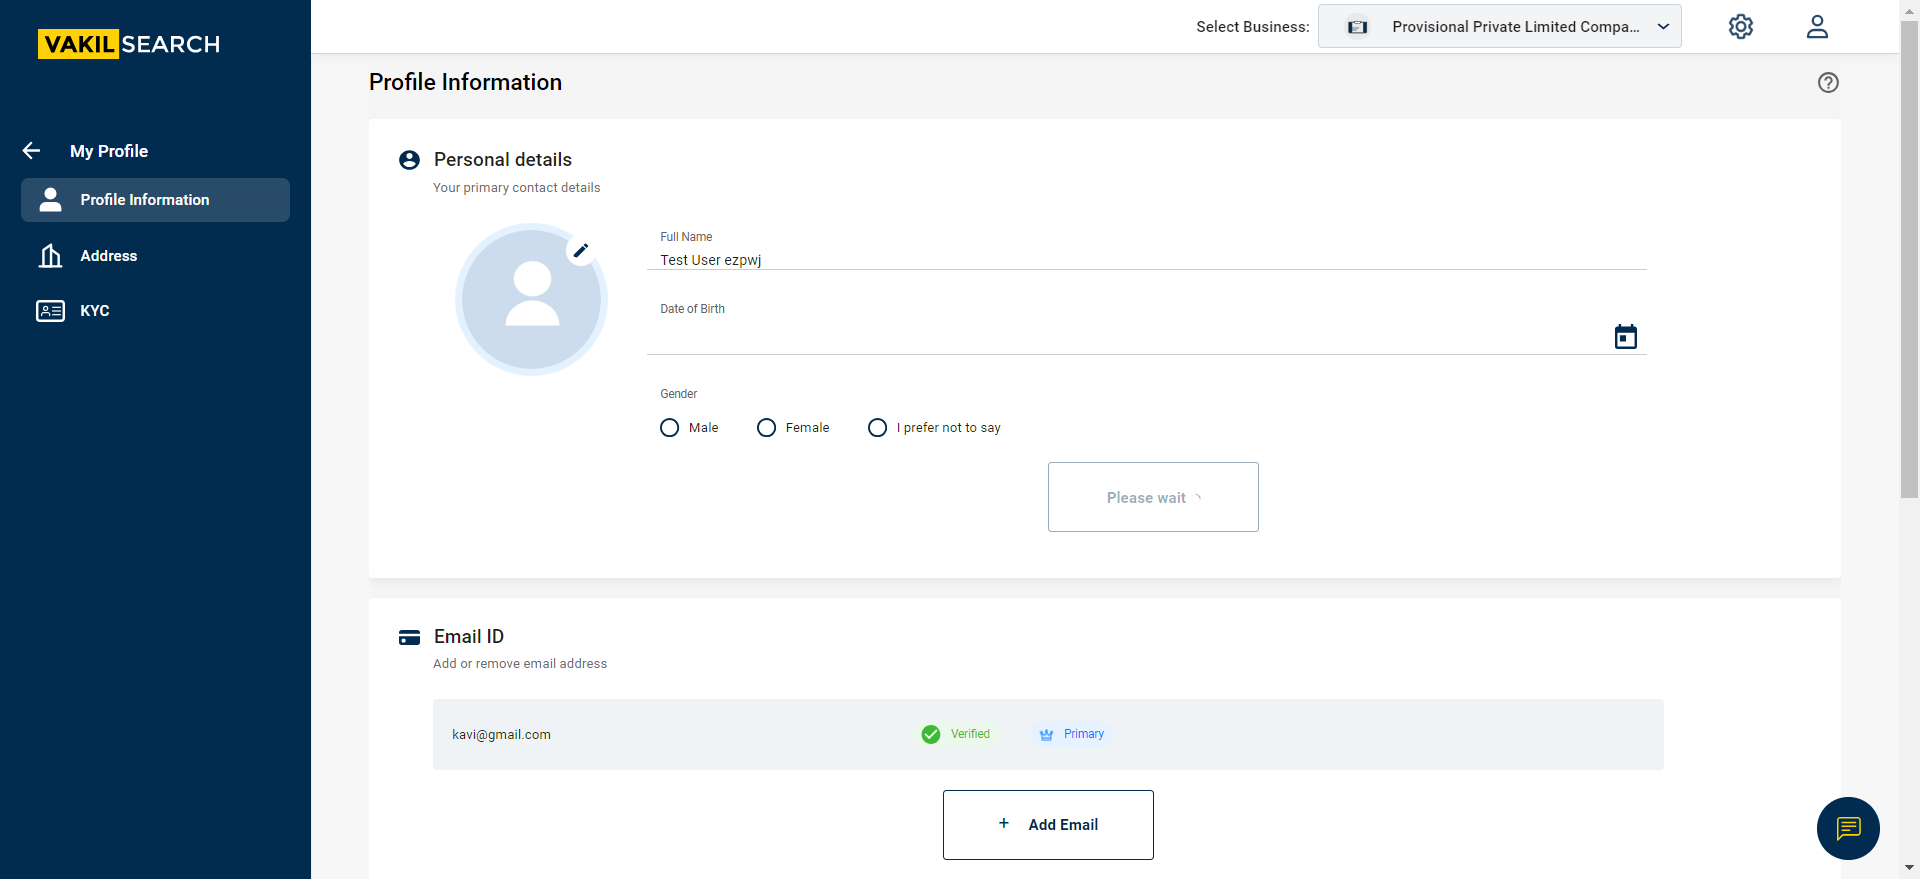 VAKILSEARCH
Select Business:
Provisional Private Limited Compa...
Profile Information
My Profile
Profile Information
Address
KYC
Personal details
Your primary contact details
Full Name
Test User ezpwj
Date of Birth
Gender
Male
Female
I prefer not to say
Please wait
Email ID
Add or remove email address
kavi@gmail.com
Verified
Primary
+ Add Email